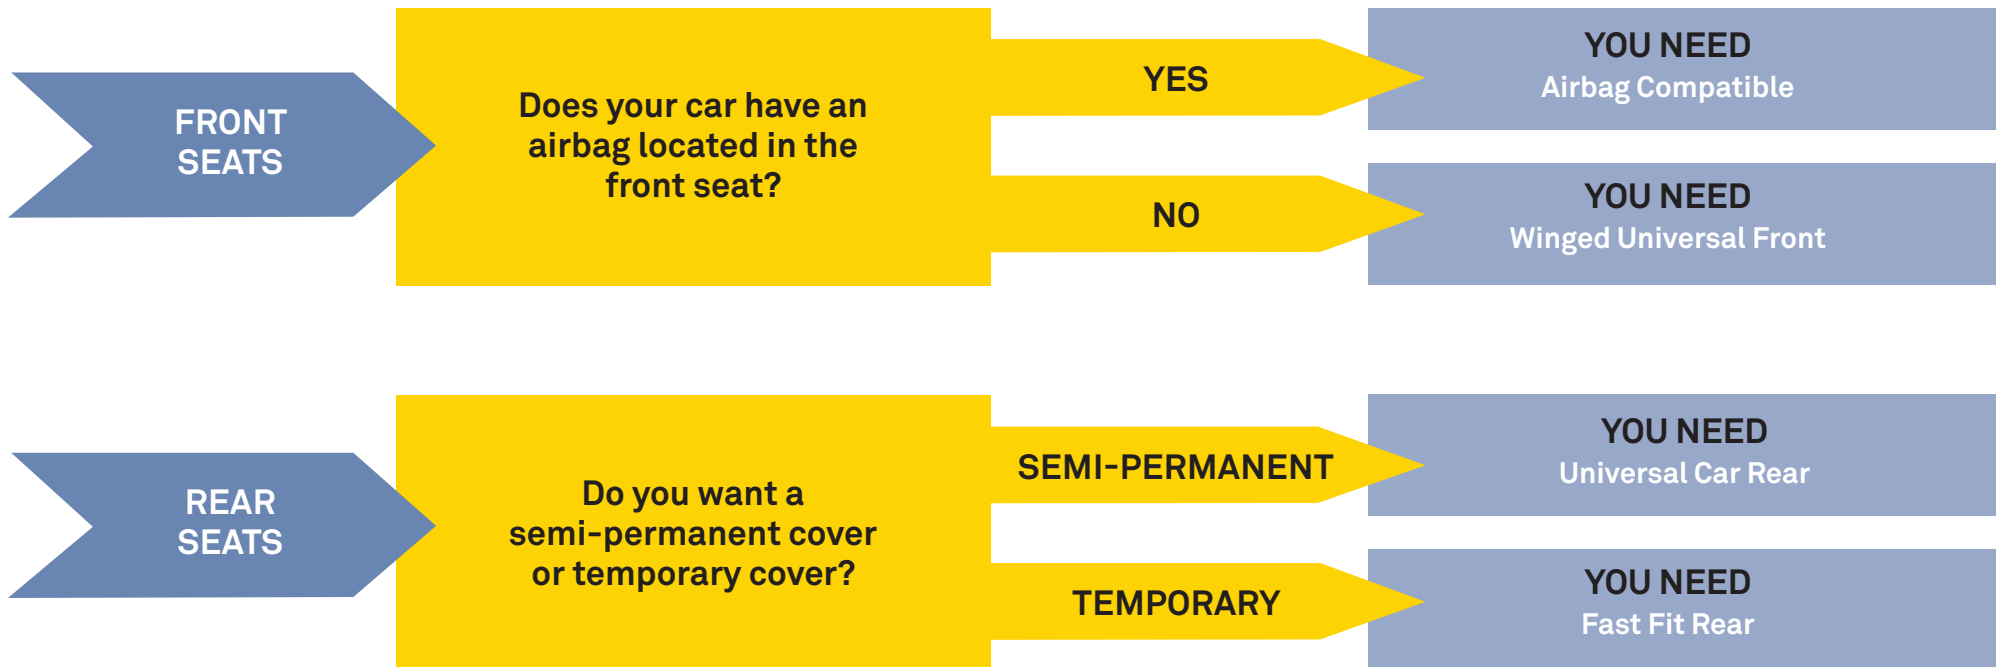 FRONT
SEATS
Does your car have an
airbag located in the
front seat?
YES
YOU NEED
Airbag Compatible
NO
YOU NEED
Winged Universal Front
REAR
SEATS
Do you want a
semi-permanent cover
or temporary cover?
SEMI-PERMANENT
YOU NEED
Universal Car Rear
TEMPORARY
YOU NEED
Fast Fit Rear